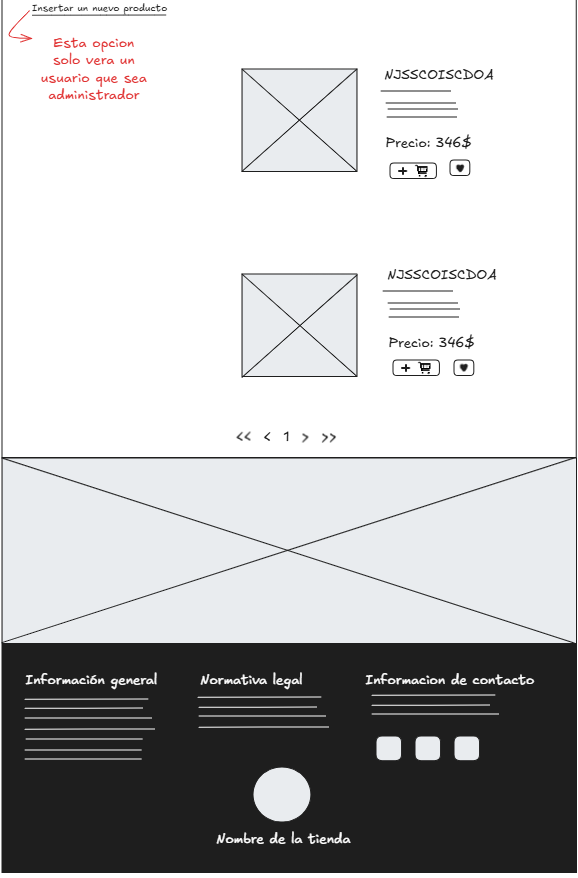 Insertar un nuevo producto
Esta opcion
solo vera un
usuario que sea
administrador
NJSSCOISCDOA
Precio: 346$
+
NJSSCOISCDOA
Precio: 346$
+
<< < 1 > >>
Información general
Normativa legal
Informacion de contacto
Nombre de la tienda